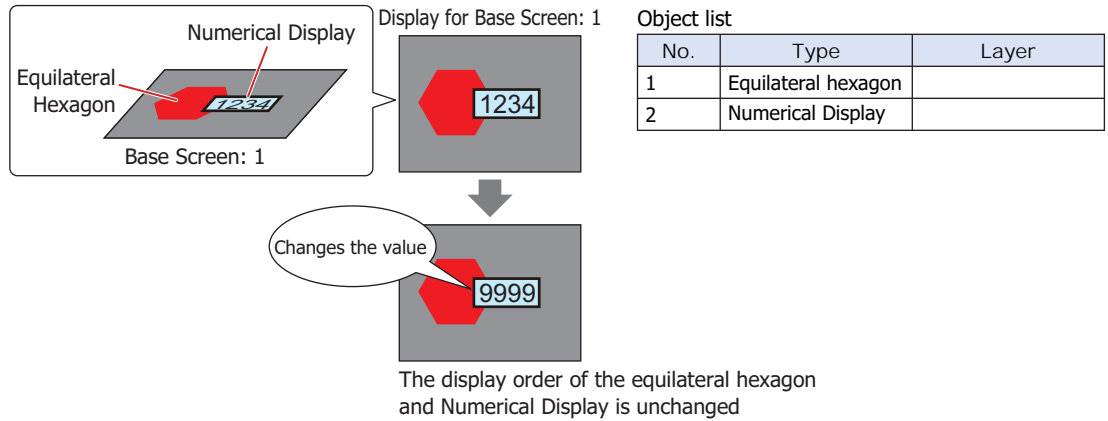 Numerical Display
Equilateral
Hexagon
1234
Base Screen: 1
Display for Base Screen: 1
1234
Changes the value
9999
The display order of the equilateral hexagon
and Numerical Display is unchanged
Object list
No. Type Layer
1 Equilateral hexagon
2 Numerical Display